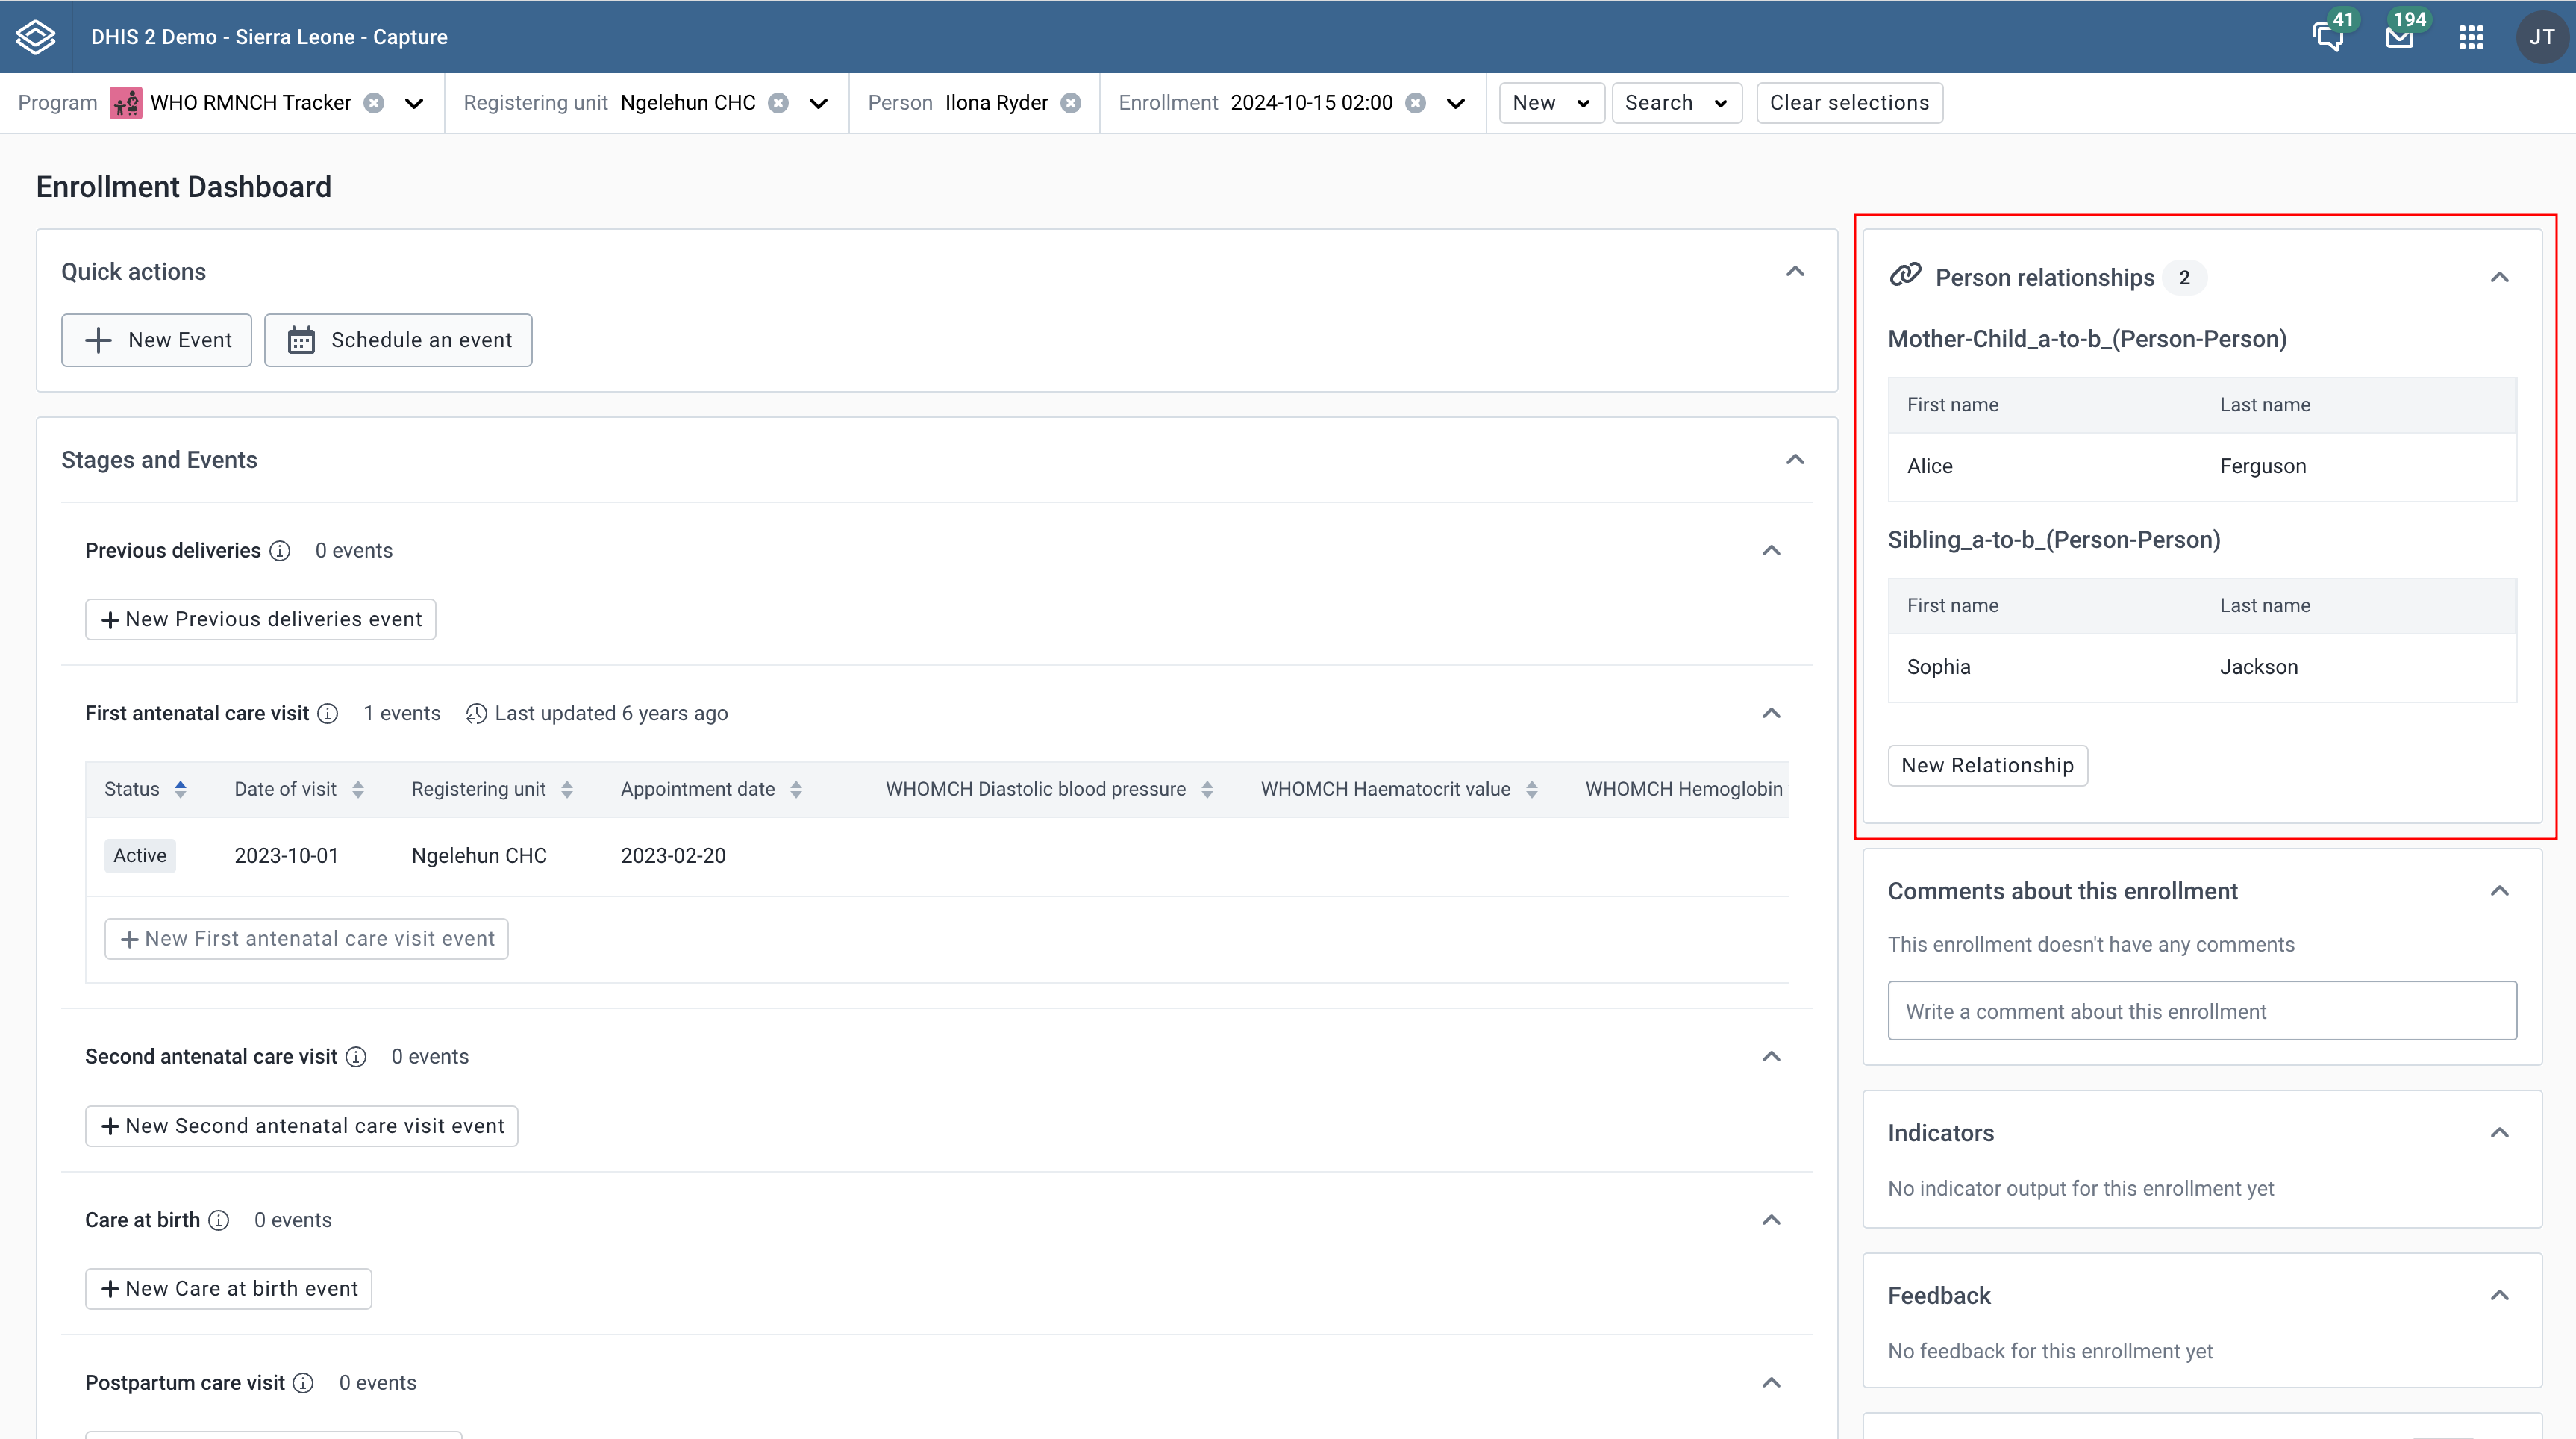 DHIS 2 Demo - Sierra Leone - Capture
41
194
JT
Program WHO RMNCH Tracker
Registering unit Ngelehun CHC
Person Ilona Ryder
Enrollment 2024-10-15 02:00
New
Search
Clear selections
Enrollment Dashboard
Quick actions
New Event
Schedule an event
Stages and Events
Previous deliveries 0 events
New Previous deliveries event
First antenatal care visit 1 events Last updated 6 years ago
Status Date of visit Registering unit Appointment date WHOMCH Diastolic blood pressure WHOMCH Haematocrit value WHOMCH Hemoglobin
Active 2023-10-01 Ngelehun CHC 2023-02-20
New First antenatal care visit event
Second antenatal care visit 0 events
New Second antenatal care visit event
Care at birth 0 events
New Care at birth event
Postpartum care visit 0 events
Person relationships 2
Mother-Child_a-to-b_(Person-Person)
First name Last name
Alice Ferguson
Sibling_a-to-b_(Person-Person)
First name Last name
Sophia Jackson
New Relationship
Comments about this enrollment
This enrollment doesn't have any comments
Write a comment about this enrollment
Indicators
No indicator output for this enrollment yet
Feedback
No feedback for this enrollment yet